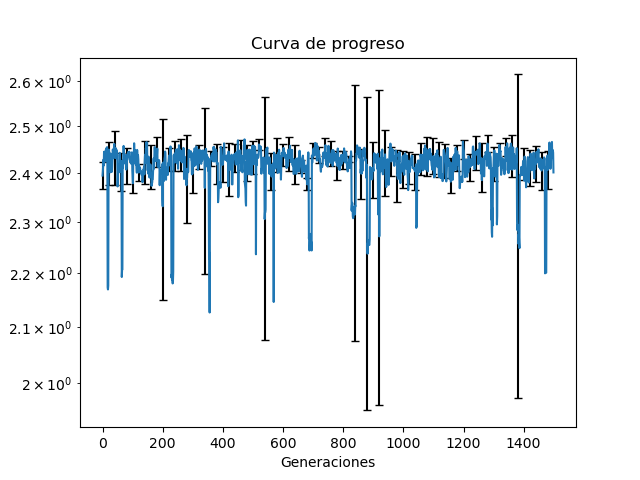 Curva de progreso
2.6 × 10⁰
2.5 × 10⁰
2.4 × 10⁰
2.3 × 10⁰
2.2 × 10⁰
2.1 × 10⁰
2 × 10⁰
0 200 400 600 800 1000 1200 1400
Generaciones